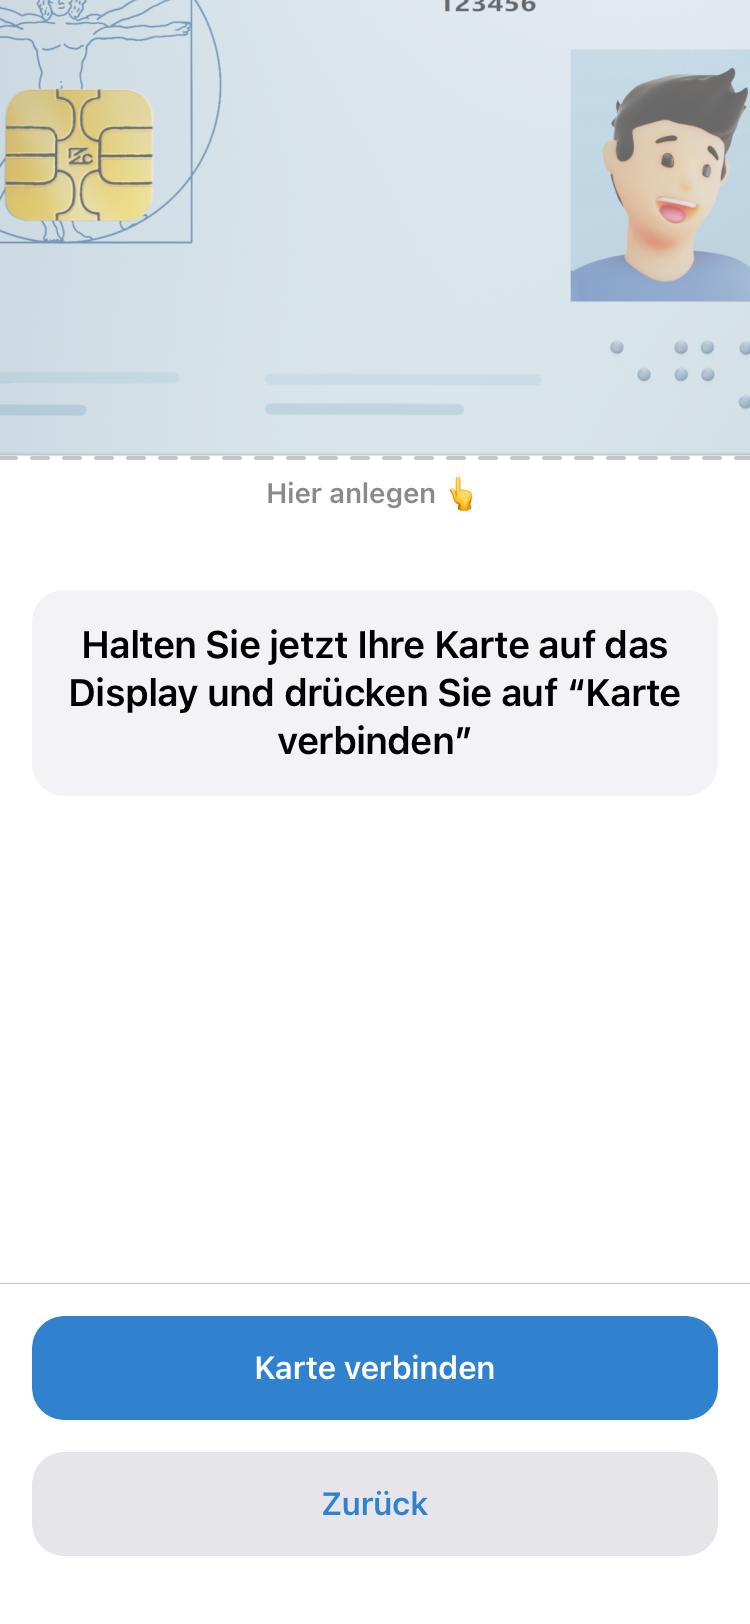 123456
Hier anlegen 👆
Halten Sie jetzt Ihre Karte auf das
Display und drücken Sie auf “Karte
verbinden”
Karte verbinden
Zurück